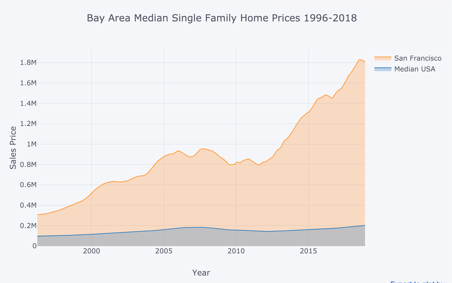 Bay Area Median Single Family Home Prices 1996-2018
San Francisco
Median USA
1.8M
1.6M
1.4M
1.2M
1M
0.8M
0.6M
0.4M
0.2M
0
Sales Price
2000 2005 2010 2015
Year